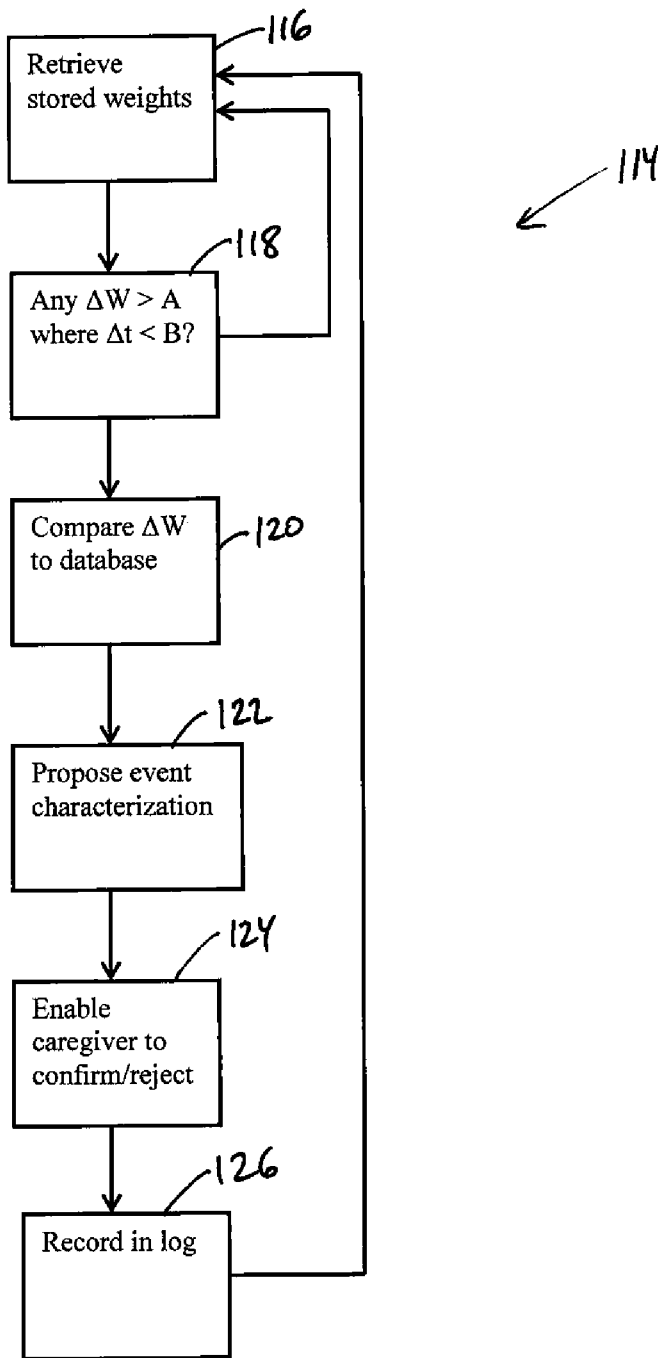 116
Retrieve
stored weights
114
118
Any ΔW > A
where Δt < B?
Compare ΔW
to database
120
122
Propose event
characterization
124
Enable
caregiver to
confirm/reject
126
Record in log